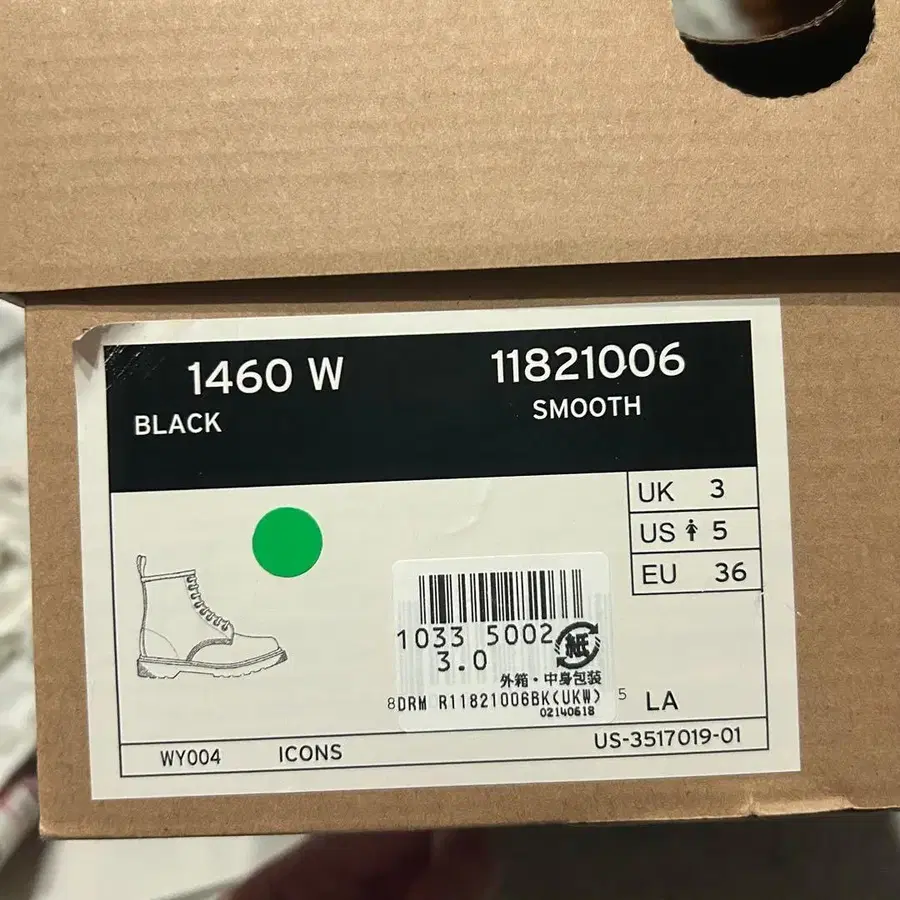 1460 W
11821006
BLACK
SMOOTH
UK 3
US 5
EU 36
1033 5002
3.0
紙
外箱・中身包装
8DRM R11821006BK(UKW) 5
02140618
LA
US-3517019-01
WY004
ICONS